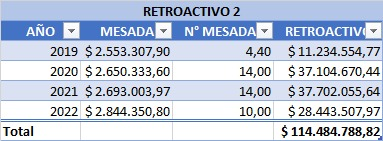 RETROACTIVO 2
AÑO MESADA N° MESADA RETROACTIV
2019 $ 2.553.307,90 4,40 $ 11.234.554,77
2020 $ 2.650.333,60 14,00 $ 37.104.670,44
2021 $ 2.693.003,97 14,00 $ 37.702.055,64
2022 $ 2.844.350,80 10,00 $ 28.443.507,97
Total $ 114.484.788,82